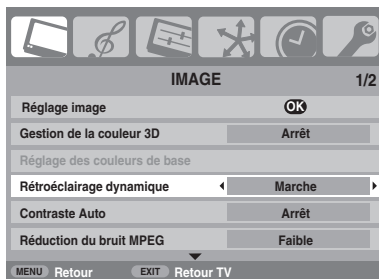 IMAGE 1/2
Réglage image OK
Gestion de la couleur 3D Arrêt
Réglage des couleurs de base
Rétroéclairage dynamique Marche
Contraste Auto Arrêt
Réduction du bruit MPEG Faible
MENU Retour EXIT Retour TV